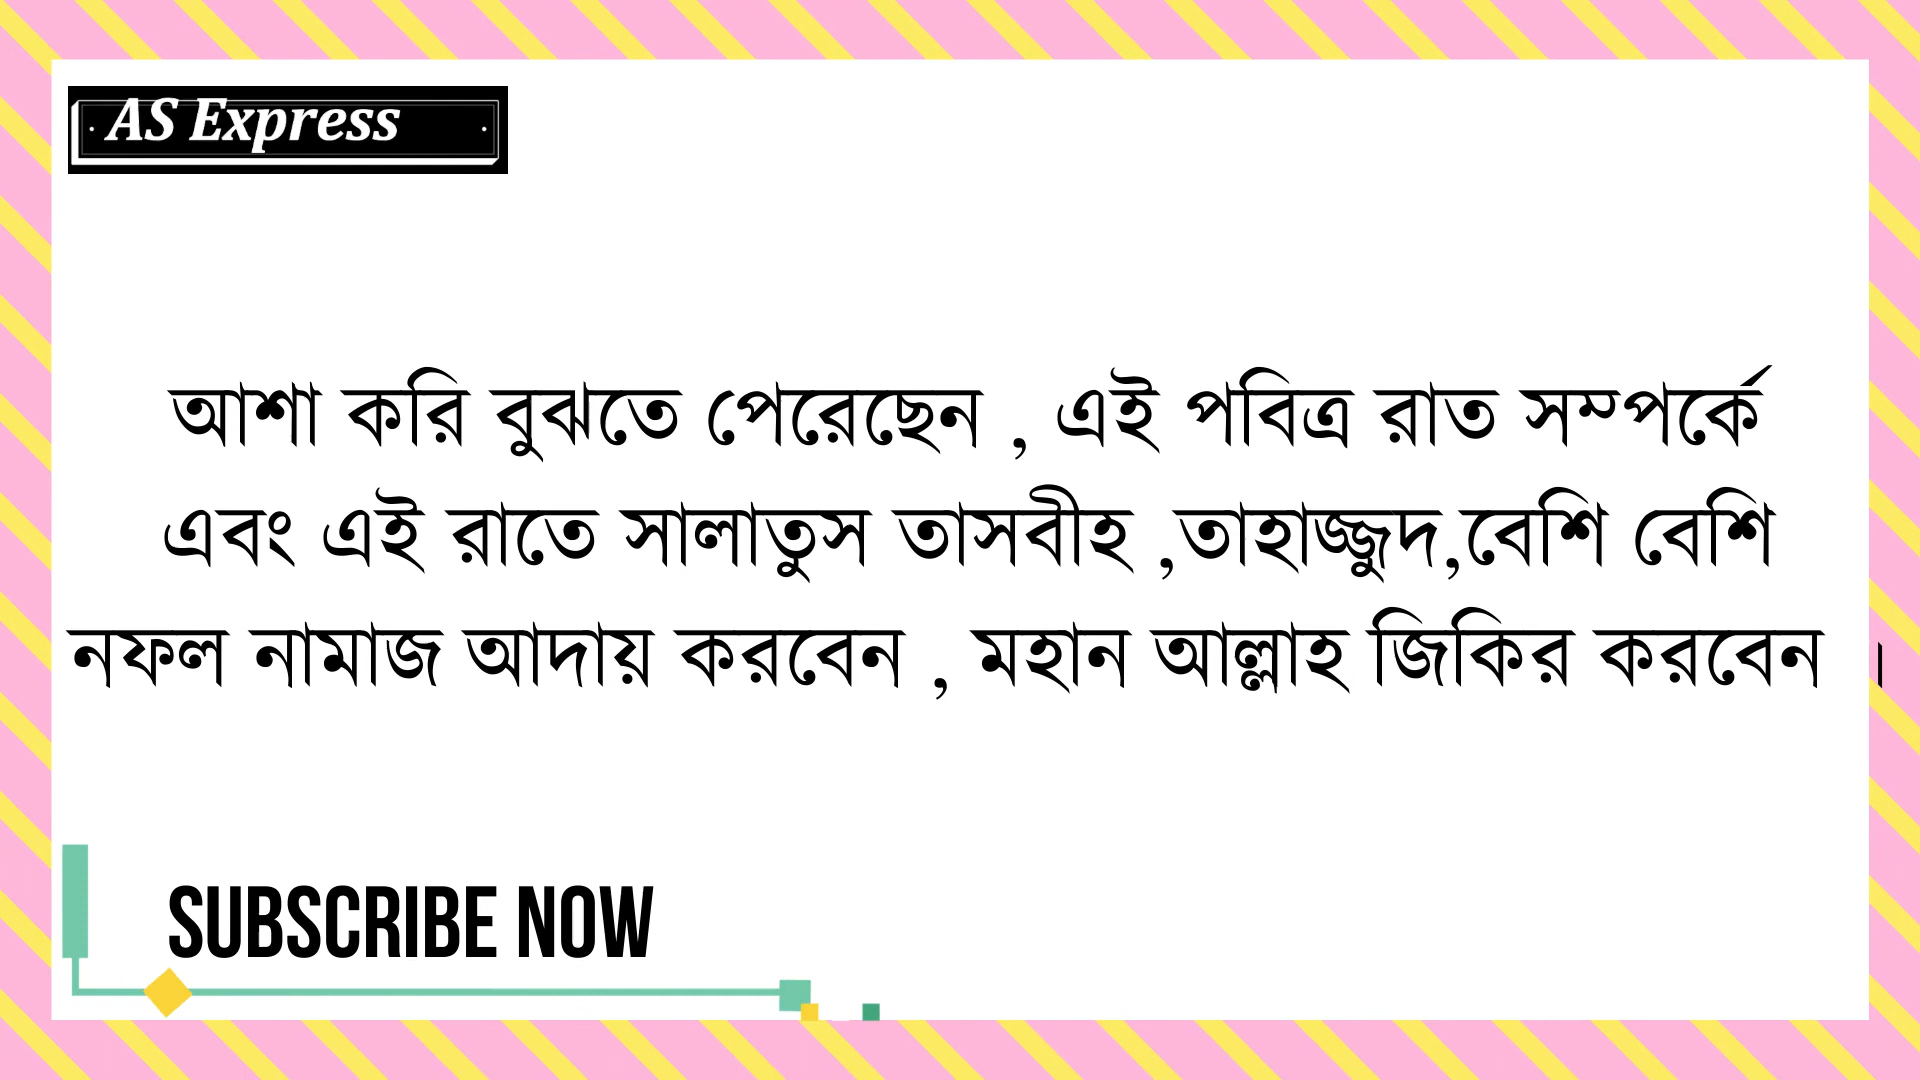 AS Express
আশা করি বুঝতে পেরেছেন , এই পবিত্র রাত সম্পর্কে
এবং এই রাতে সালাতুস তাসবীহ ,তাহাজ্জুদ,বেশি বেশি
নফল নামাজ আদায় করবেন , মহান আল্লাহ জিকির করবেন ।
SUBSCRIBE NOW